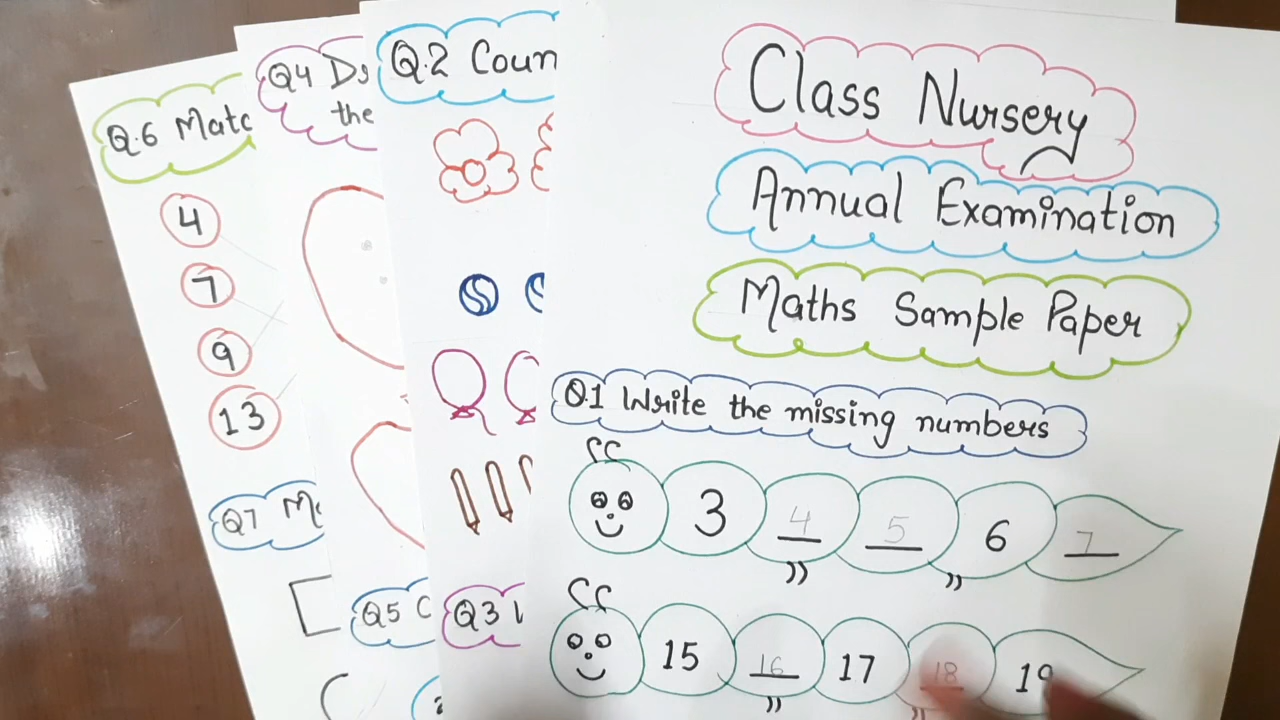 Class Nursery
Annual Examination
Maths Sample Paper
Q.1 Write the missing numbers
3 4 5 6 7
15 16 17 18 19
Q.2 Coun
Q3
Q4
the
Q5 C
Q.6 Matc
4
7
9
13
Q7 M